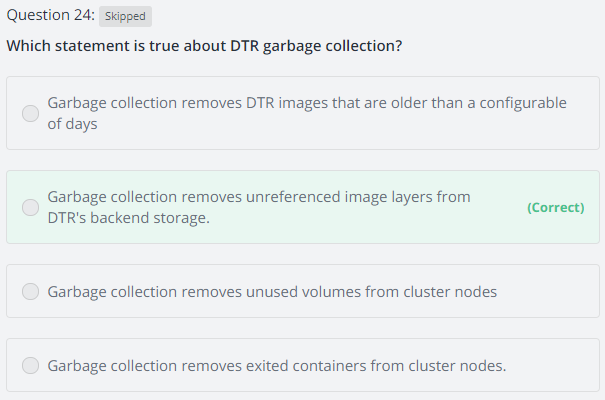 Question 24: Skipped
Which statement is true about DTR garbage collection?
Garbage collection removes DTR images that are older than a configurable
of days
Garbage collection removes unreferenced image layers from
DTR's backend storage.
(Correct)
Garbage collection removes unused volumes from cluster nodes
Garbage collection removes exited containers from cluster nodes.